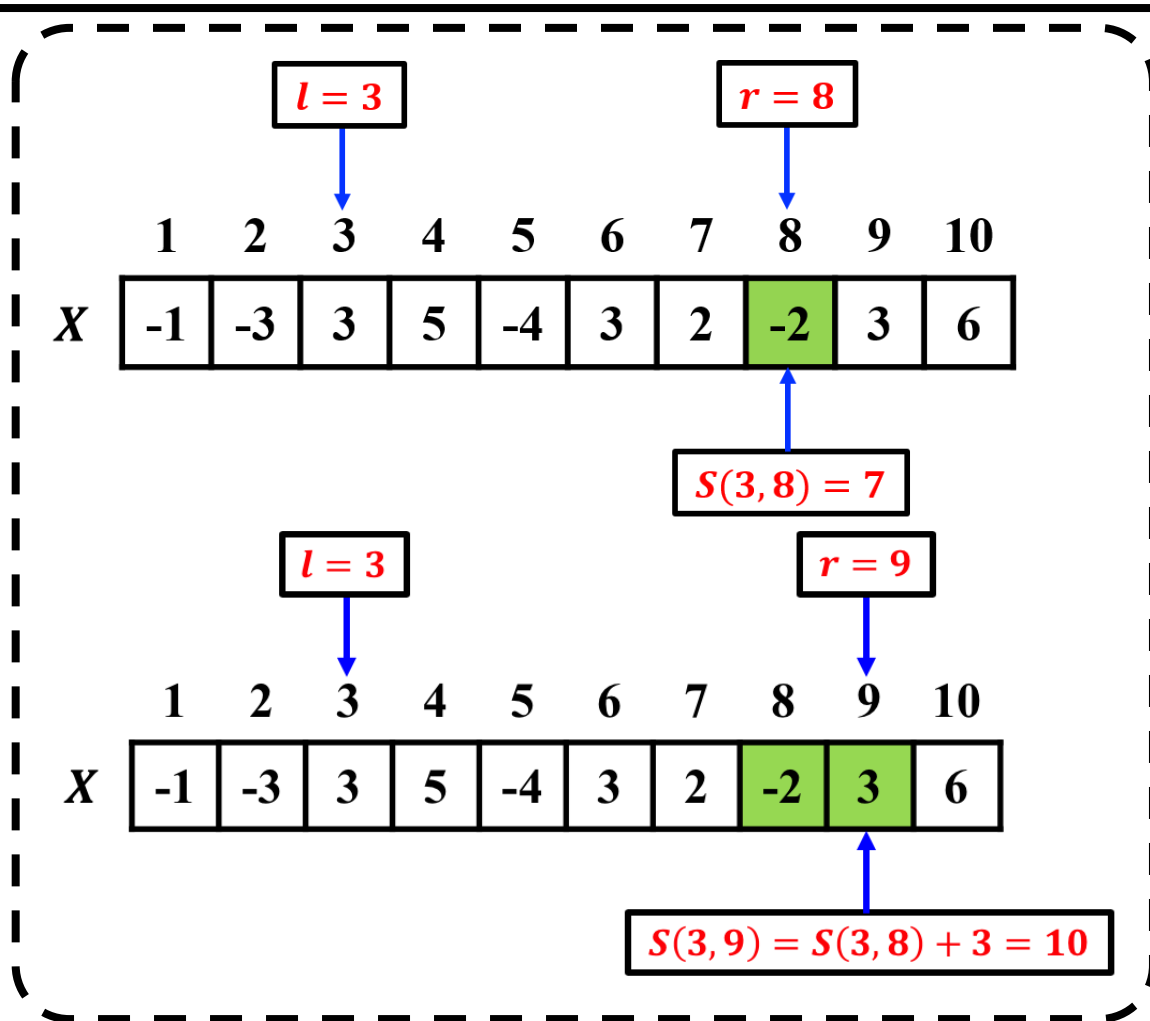 l = 3 r = 8
1 2 3 4 5 6 7 8 9 10
X -1 -3 3 5 -4 3 2 -2 3 6
S(3, 8) = 7
l = 3 r = 9
1 2 3 4 5 6 7 8 9 10
X -1 -3 3 5 -4 3 2 -2 3 6
S(3, 9) = S(3, 8) + 3 = 10